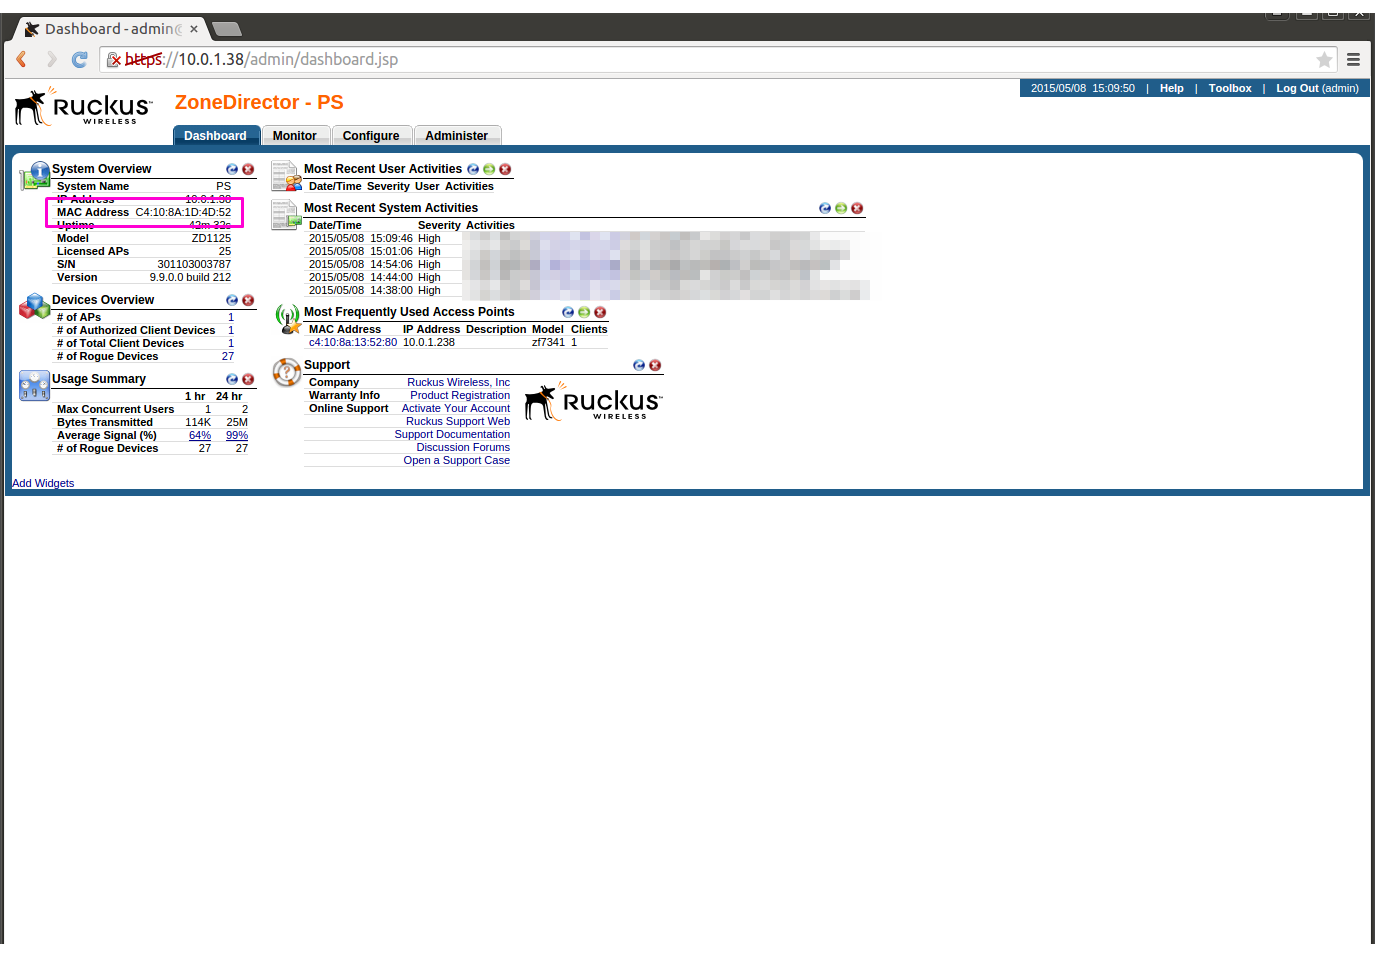 Dashboard - admin@ ×
https://10.0.1.38/admin/dashboard.jsp
2015/05/08 15:09:50 | Help | Toolbox | Log Out (admin)
RUCKUS WIRELESS
ZoneDirector - PS
Dashboard Monitor Configure Administer
System Overview
System Name PS
IP Address 10.0.1.38
MAC Address C4:10:8A:1D:4D:52
Uptime 42m 32s
Model ZD1125
Licensed APs 25
S/N 301103003787
Version 9.9.0.0 build 212
Devices Overview
# of APs 1
# of Authorized Client Devices 1
# of Total Client Devices 1
# of Rogue Devices 27
Usage Summary
1 hr 24 hr
Max Concurrent Users 1 2
Bytes Transmitted 114K 25M
Average Signal (%) 64% 99%
# of Rogue Devices 27 27
Add Widgets
Most Recent User Activities
Date/Time Severity User Activities
Most Recent System Activities
Date/Time Severity Activities
2015/05/08 15:09:46 High
2015/05/08 15:01:06 High
2015/05/08 14:54:06 High
2015/05/08 14:44:00 High
2015/05/08 14:38:00 High
Most Frequently Used Access Points
MAC Address IP Address Description Model Clients
c4:10:8a:13:52:80 10.0.1.238 zf7341 1
Support
Company Ruckus Wireless, Inc
Warranty Info Product Registration
Online Support Activate Your Account
Ruckus Support Web
Support Documentation
Discussion Forums
Open a Support Case
RUCKUS WIRELESS